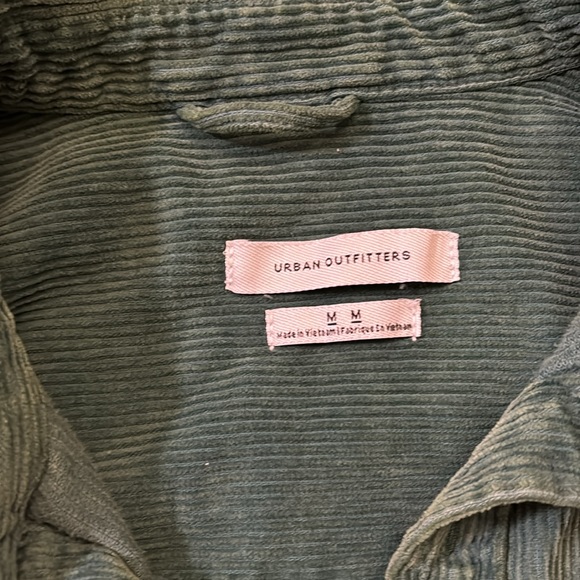 URBAN OUTFITTERS
M M
Made in Vietnam | Fabriqué En Vietnam